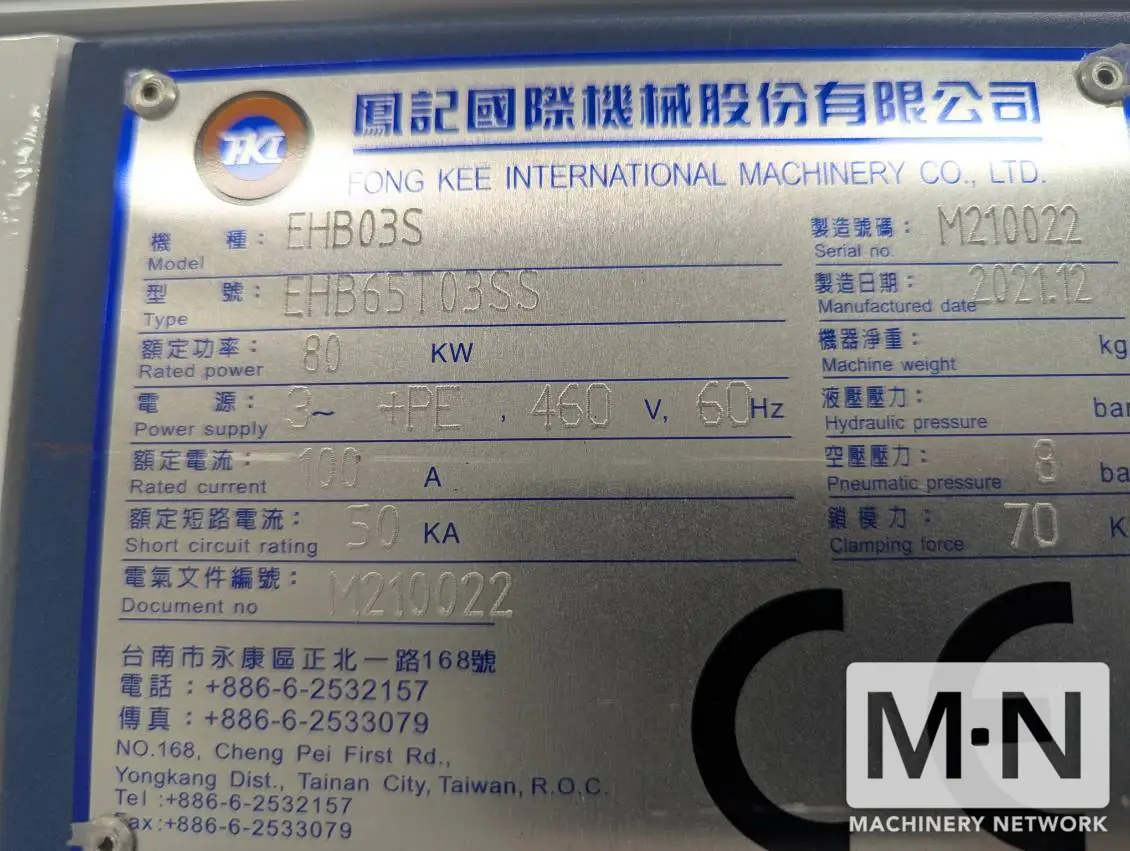 FKI
鳳記國際機械股份有限公司
FONG KEE INTERNATIONAL MACHINERY CO., LTD.
機 種： EHB03S
Model
型 號： EHB65T03SS
Type
額定功率： 80 KW
Rated power
電 源： 3~ +PE , 460 V, 60 Hz
Power supply
額定電流： 100 A
Rated current
額定短路電流： 50 KA
Short circuit rating
電氣文件編號： M210022
Document no
製造號碼： M210022
Serial no.
製造日期： 2021.12
Manufactured date
機器淨重： kg
Machine weight
液壓壓力： bar
Hydraulic pressure
空壓壓力： 8 ba
Pneumatic pressure
鎖模力： 70 K
Clamping force
台南市永康區正北一路168號
電話：+886-6-2532157
傳真：+886-6-2533079
NO.168, Cheng Pei First Rd.,
Yongkang Dist., Tainan City, Taiwan, R.O.C.
Tel :+886-6-2532157
Fax:+886-6-2533079
CE
M·N
MACHINERY NETWORK